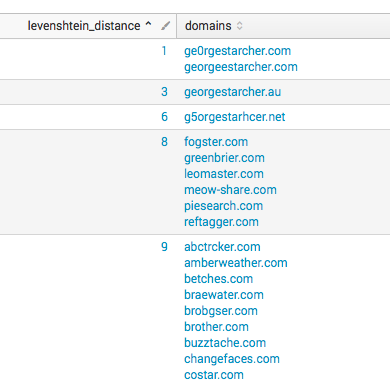 levenshtein_distance domains
1 ge0rgestarcher.com
georgeestarcher.com
3 georgestarcher.au
6 g5orgestarhcer.net
8 fogster.com
greenbrier.com
leomaster.com
meow-share.com
piesearch.com
reftagger.com
9 abctrcker.com
amberweather.com
betches.com
braewater.com
brobgser.com
brother.com
buzztache.com
changefaces.com
costar.com